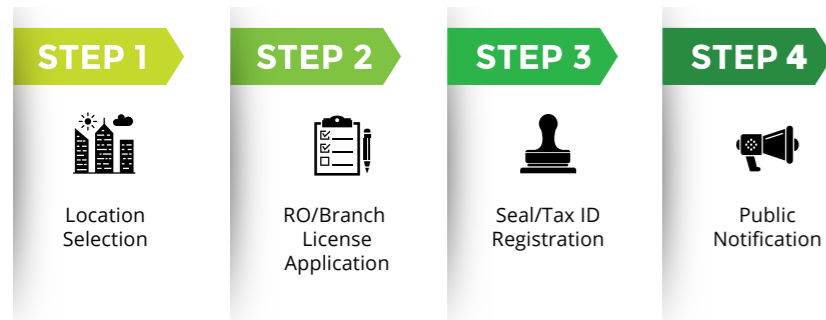 STEP 1
Location
Selection
STEP 2
RO/Branch
License
Application
STEP 3
Seal/Tax ID
Registration
STEP 4
Public
Notification